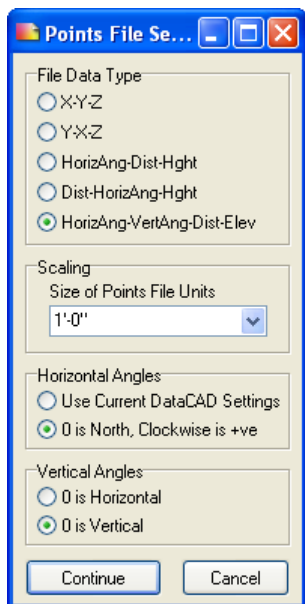 Points File Se...
File Data Type
X-Y-Z
Y-X-Z
HorizAng-Dist-Hght
Dist-HorizAng-Hght
HorizAng-VertAng-Dist-Elev
Scaling
Size of Points File Units
1'-0"
Horizontal Angles
Use Current DataCAD Settings
0 is North, Clockwise is +ve
Vertical Angles
0 is Horizontal
0 is Vertical
Continue Cancel